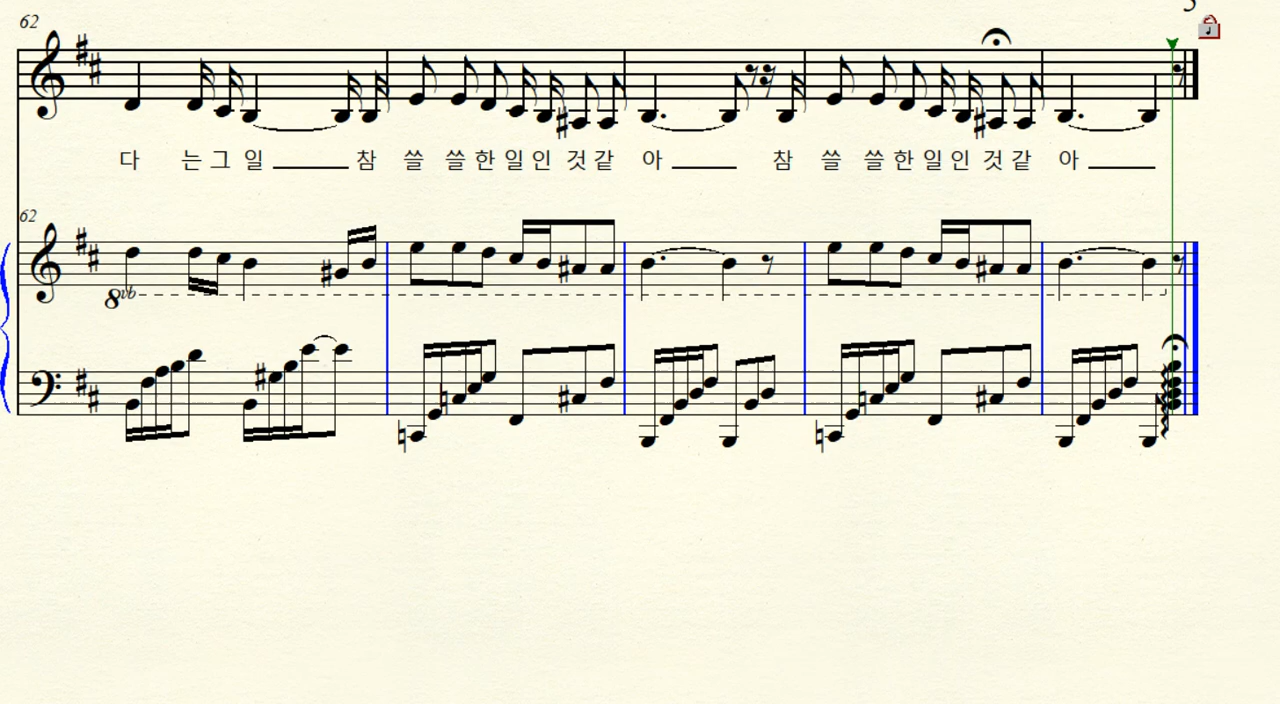 62
다 는 그 일 참 쓸 쓸 한 일 인 것 같 아 참 쓸 쓸 한 일 인 것 같 아
62
8vb